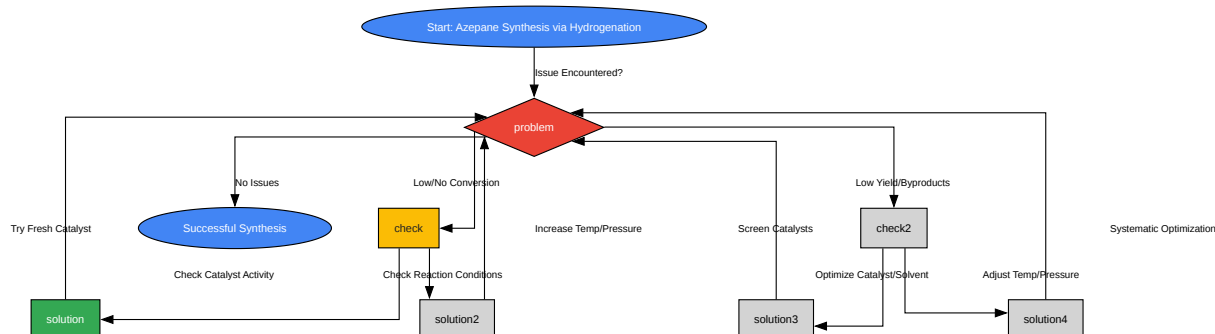 Start: Azepane Synthesis via Hydrogenation
Issue Encountered?
problem
No Issues
Low/No Conversion
Low Yield/Byproducts
Try Fresh Catalyst
Successful Synthesis
check
Increase Temp/Pressure
Screen Catalysts
check2
Systematic Optimization
Check Catalyst Activity
Check Reaction Conditions
Optimize Catalyst/Solvent
Adjust Temp/Pressure
solution
solution2
solution3
solution4